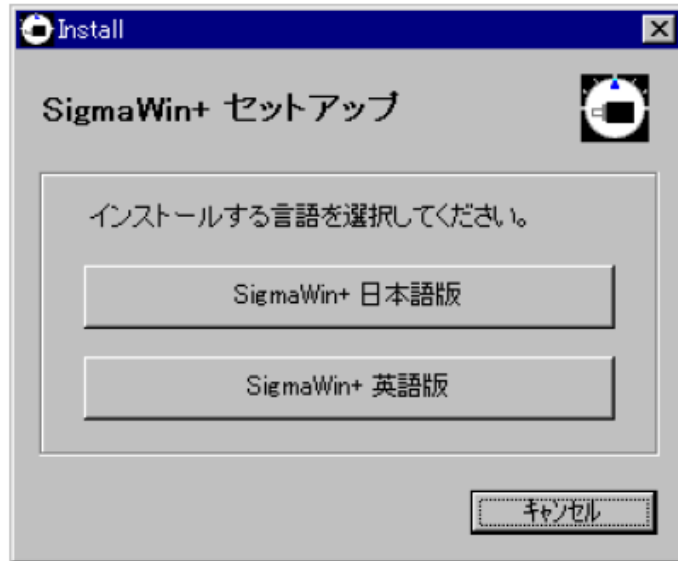 Install
SigmaWin+ セットアップ
インストールする言語を選択してください。
SigmaWin+ 日本語版
SigmaWin+ 英語版
キャンセル